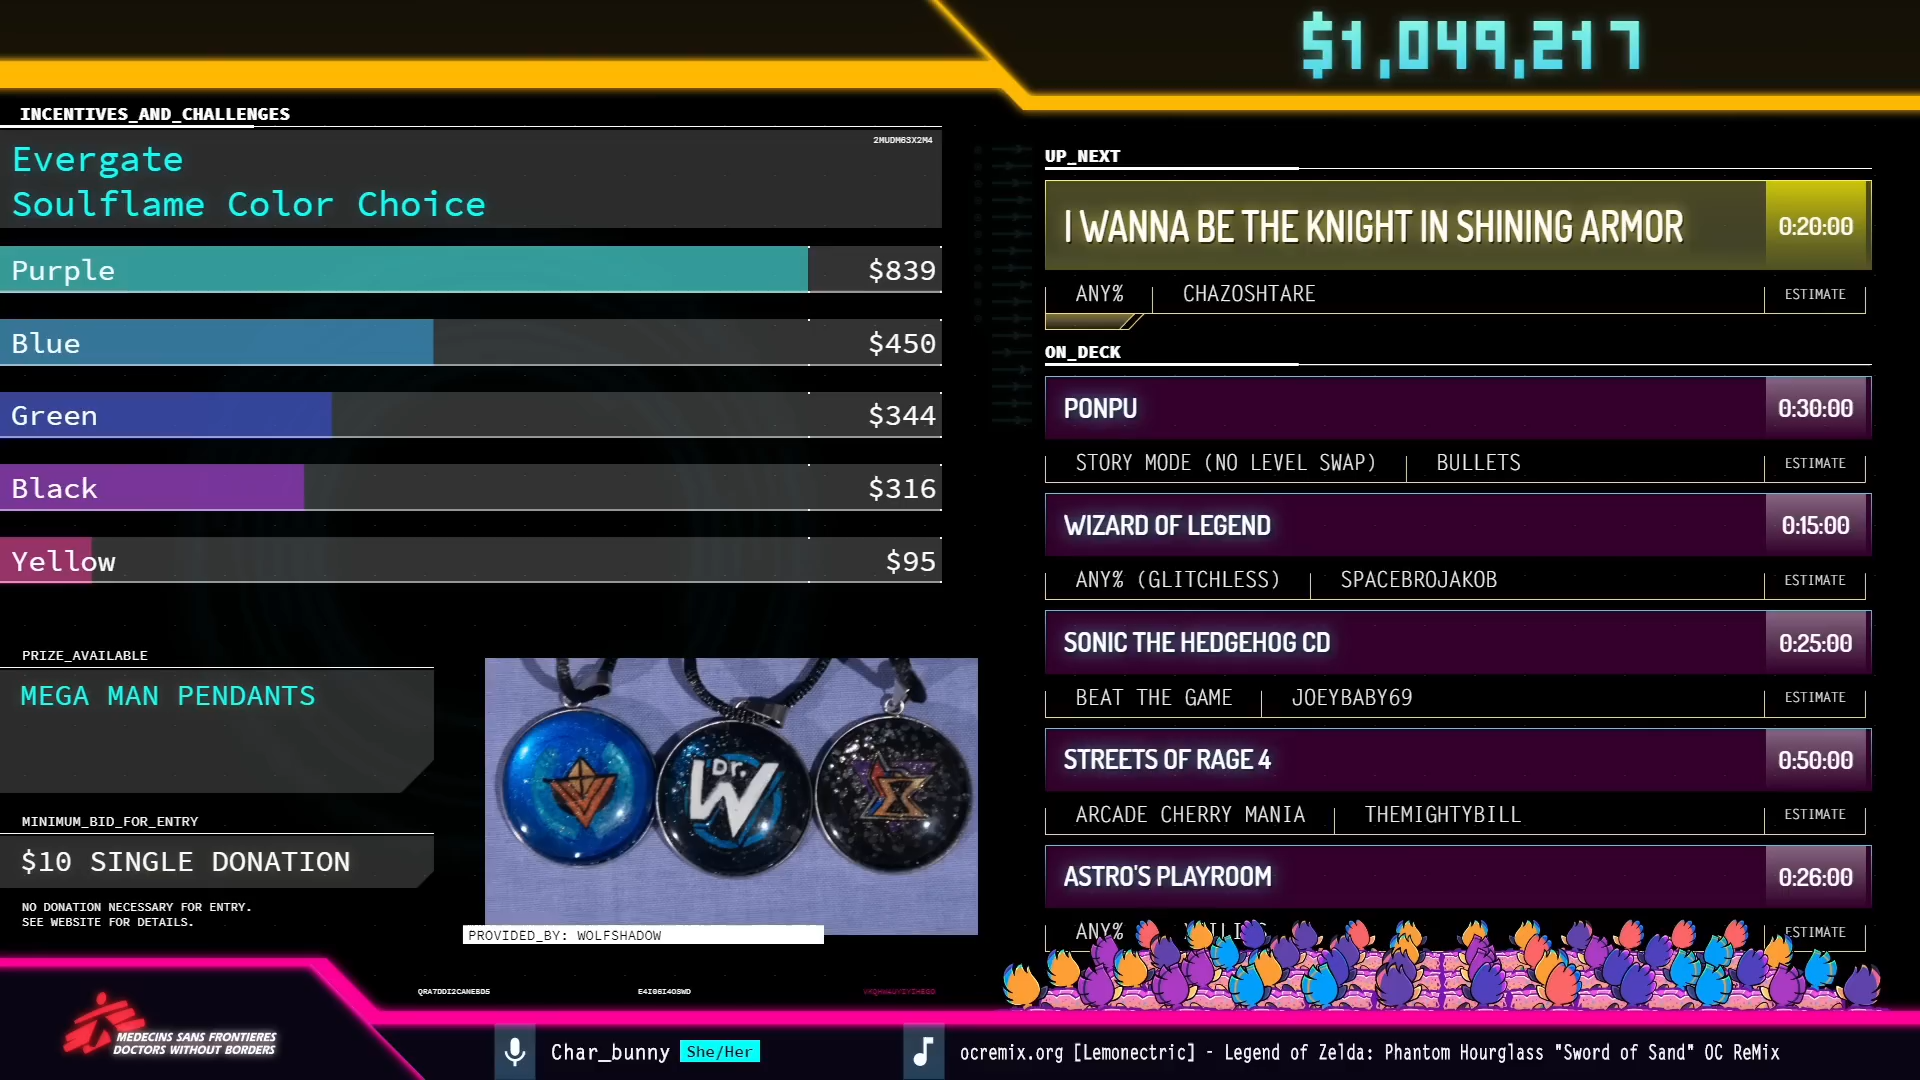 $1,049,217
INCENTIVES_AND_CHALLENGES
2MUDM63X2M4
Evergate
Soulflame Color Choice
Purple $839
Blue $450
Green $344
Black $316
Yellow $95
PRIZE_AVAILABLE
MEGA MAN PENDANTS
MINIMUM_BID_FOR_ENTRY
$10 SINGLE DONATION
NO DONATION NECESSARY FOR ENTRY.
SEE WEBSITE FOR DETAILS.
Dr. W
PROVIDED_BY: WOLFSHADOW
UP_NEXT
I WANNA BE THE KNIGHT IN SHINING ARMOR 0:20:00
ANY% CHAZOSHTARE ESTIMATE
ON_DECK
PONPU 0:30:00
STORY MODE (NO LEVEL SWAP) BULLETS ESTIMATE
WIZARD OF LEGEND 0:15:00
ANY% (GLITCHLESS) SPACEBROJAKOB ESTIMATE
SONIC THE HEDGEHOG CD 0:25:00
BEAT THE GAME JOEYBABY69 ESTIMATE
STREETS OF RAGE 4 0:50:00
ARCADE CHERRY MANIA THEMIGHTYBILL ESTIMATE
ASTRO'S PLAYROOM 0:26:00
ANY% ESTIMATE
MEDECINS SANS FRONTIERES
DOCTORS WITHOUT BORDERS
Char_bunny She/Her
ocremix.org [Lemonectric] - Legend of Zelda: Phantom Hourglass "Sword of Sand" OC ReMix